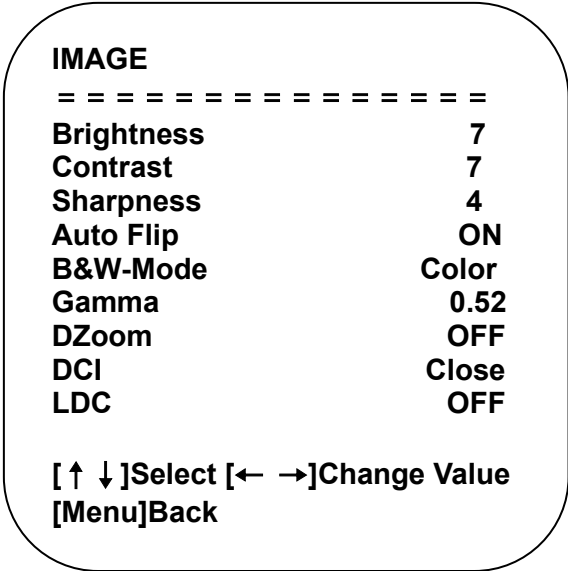 IMAGE
= = = = = = = = = = = = = = =
Brightness 7
Contrast 7
Sharpness 4
Auto Flip ON
B&W-Mode Color
Gamma 0.52
DZoom OFF
DCI Close
LDC OFF
[↑ ↓]Select [← →]Change Value
[Menu]Back